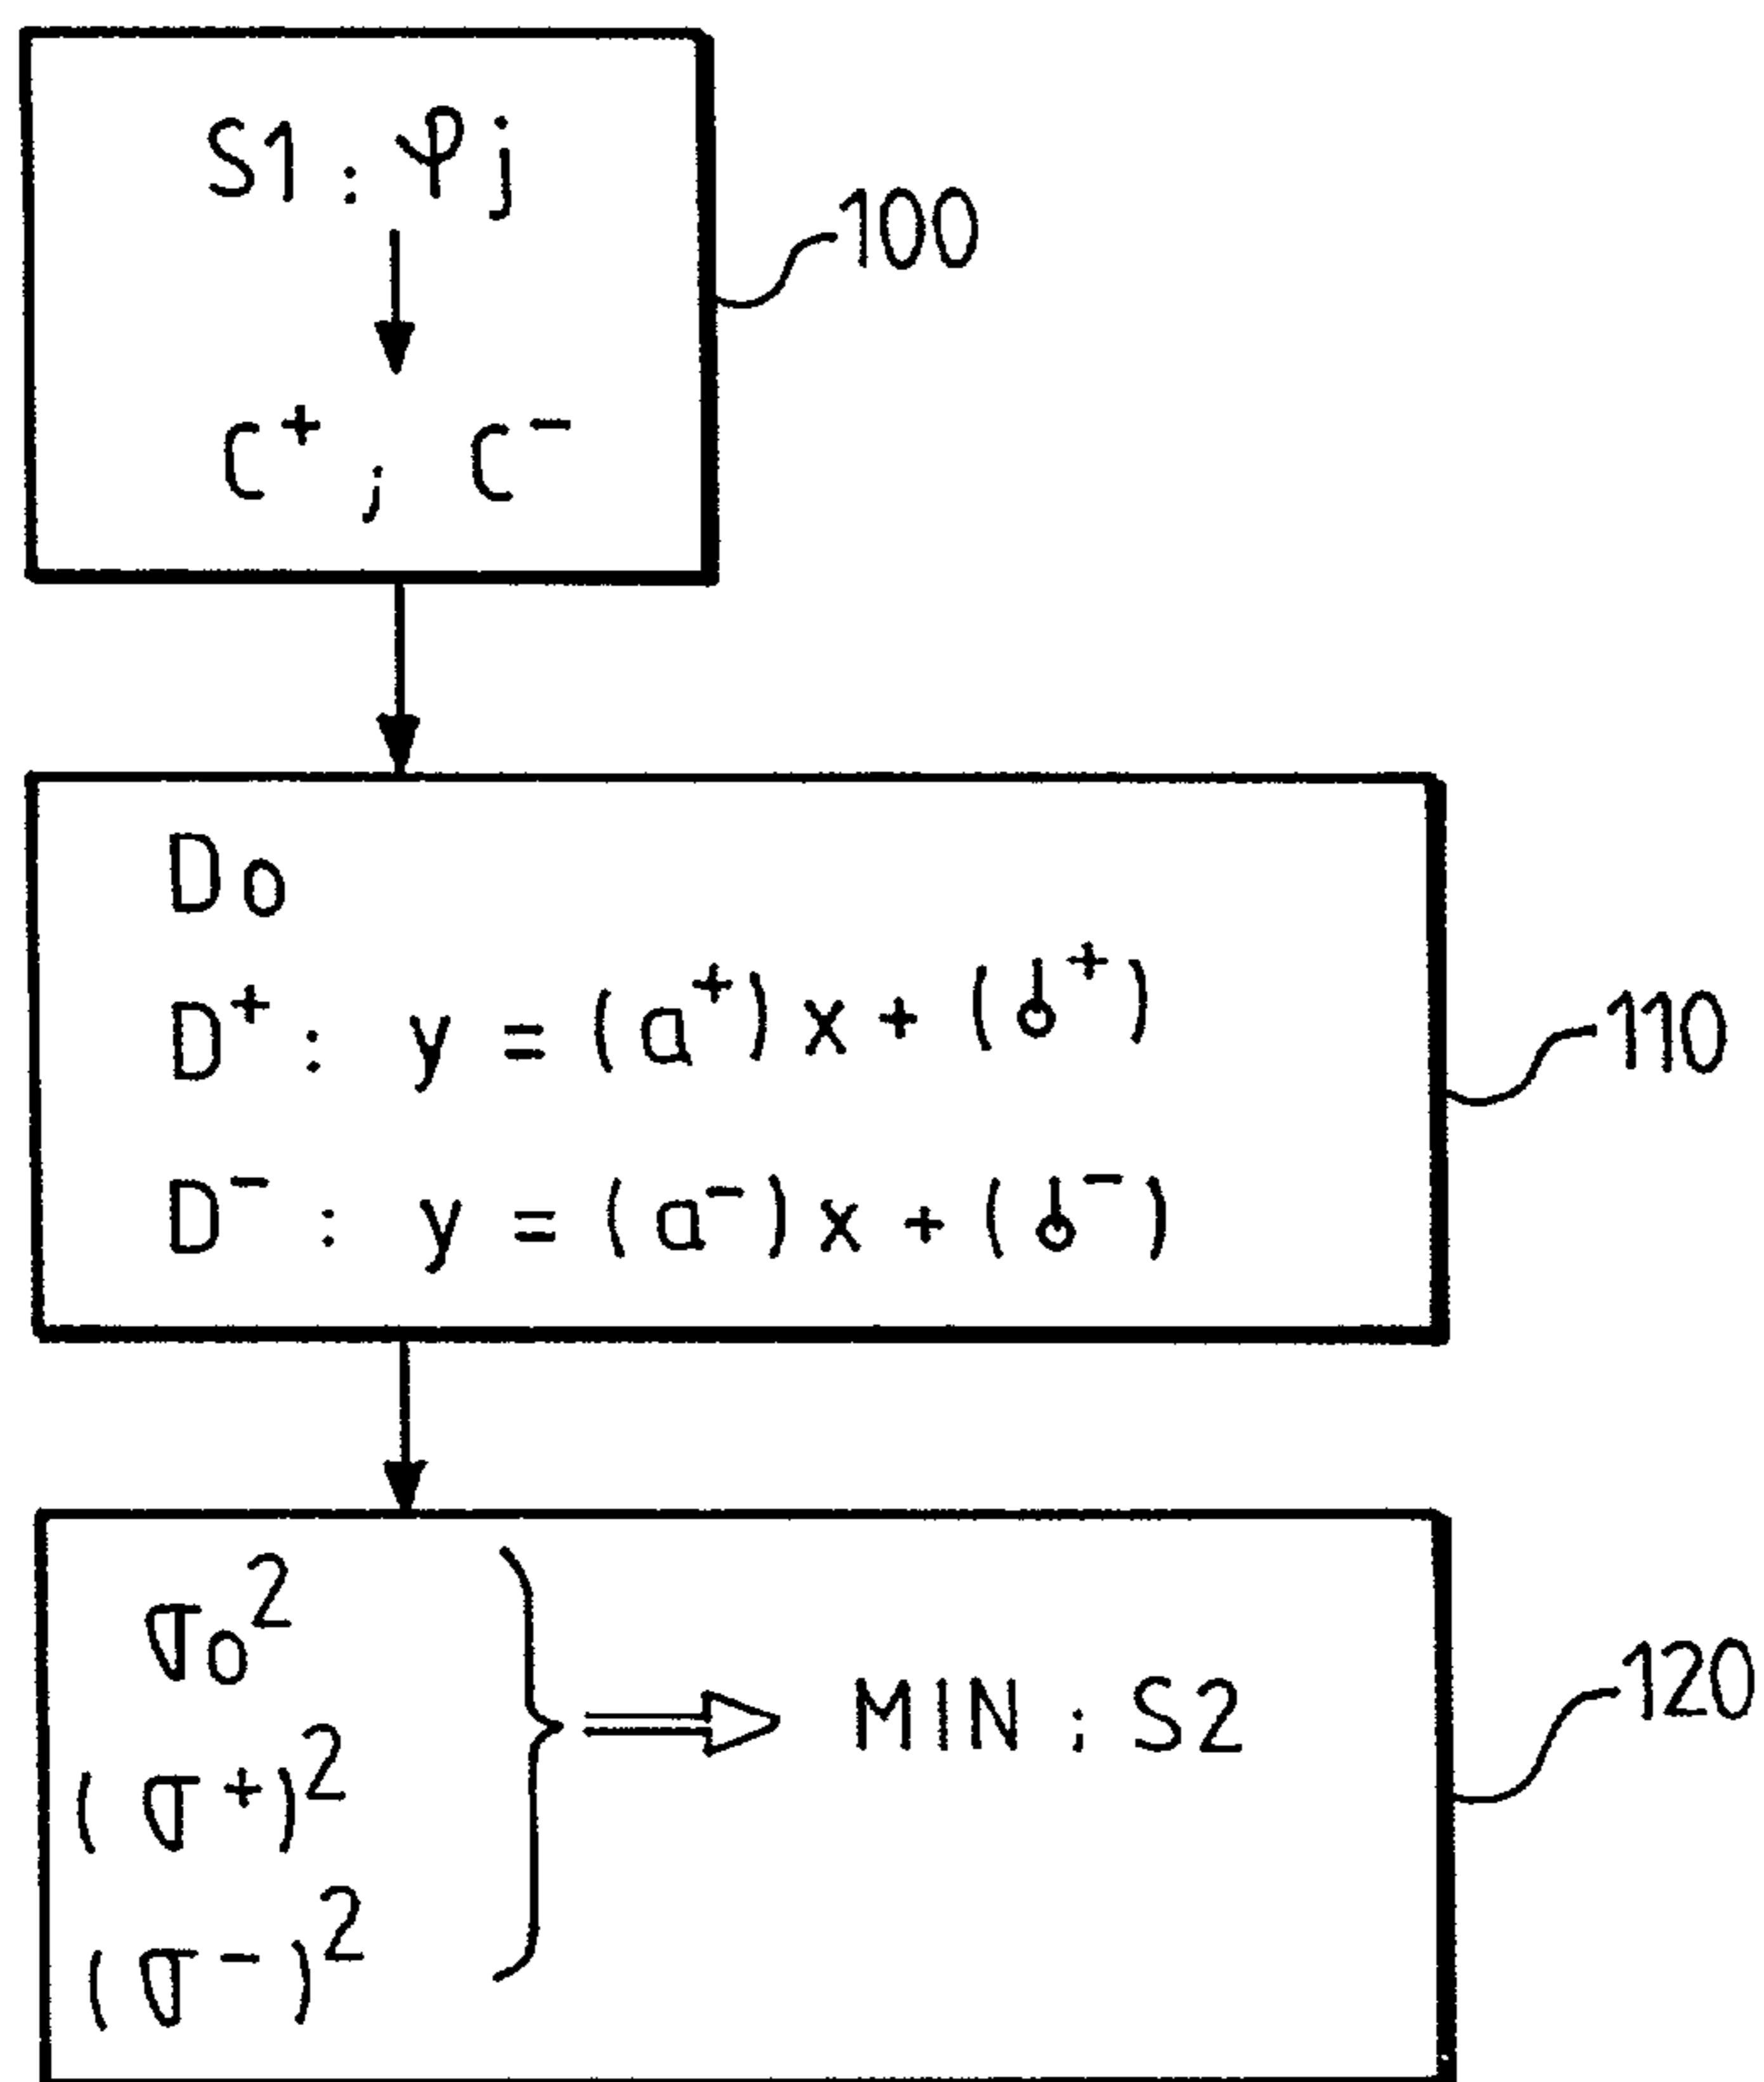 S1 : φj
100
C⁺ ; C⁻
Do
D⁺ : y = (a⁺) x + (b⁺)
110
D⁻ : y = (a⁻) x + (b⁻)
σo²
(σ⁺)²
(σ⁻)²
MIN : S2
120